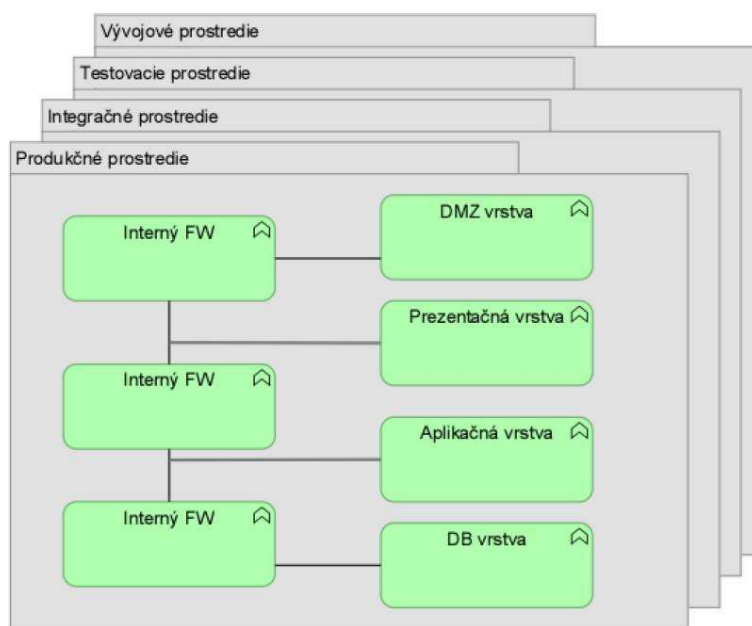 Vývojové prostredie
Testovacie prostredie
Integračné prostredie
Produkčné prostredie
Interný FW
DMZ vrstva
Prezentačná vrstva
Interný FW
Aplikačná vrstva
Interný FW
DB vrstva